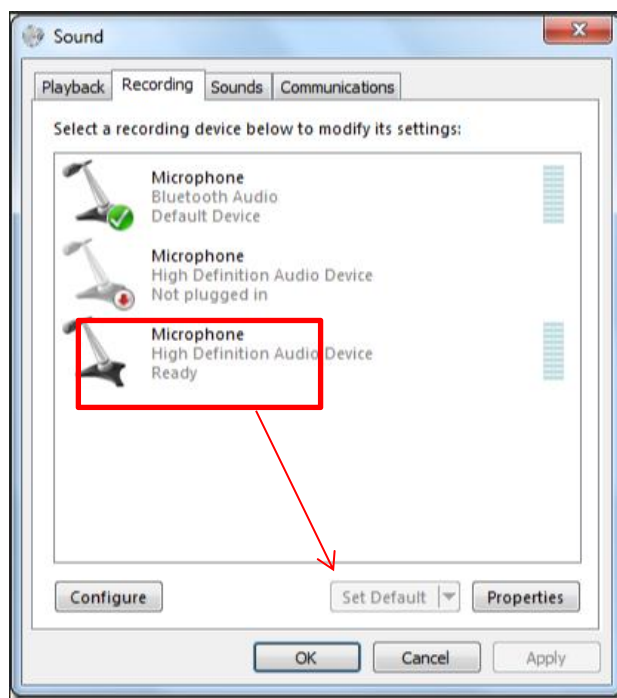 Sound
Playback Recording Sounds Communications
Select a recording device below to modify its settings:
Microphone
Bluetooth Audio
Default Device
Microphone
High Definition Audio Device
Not plugged in
Microphone
High Definition Audio Device
Ready
Configure Set Default Properties
OK Cancel Apply